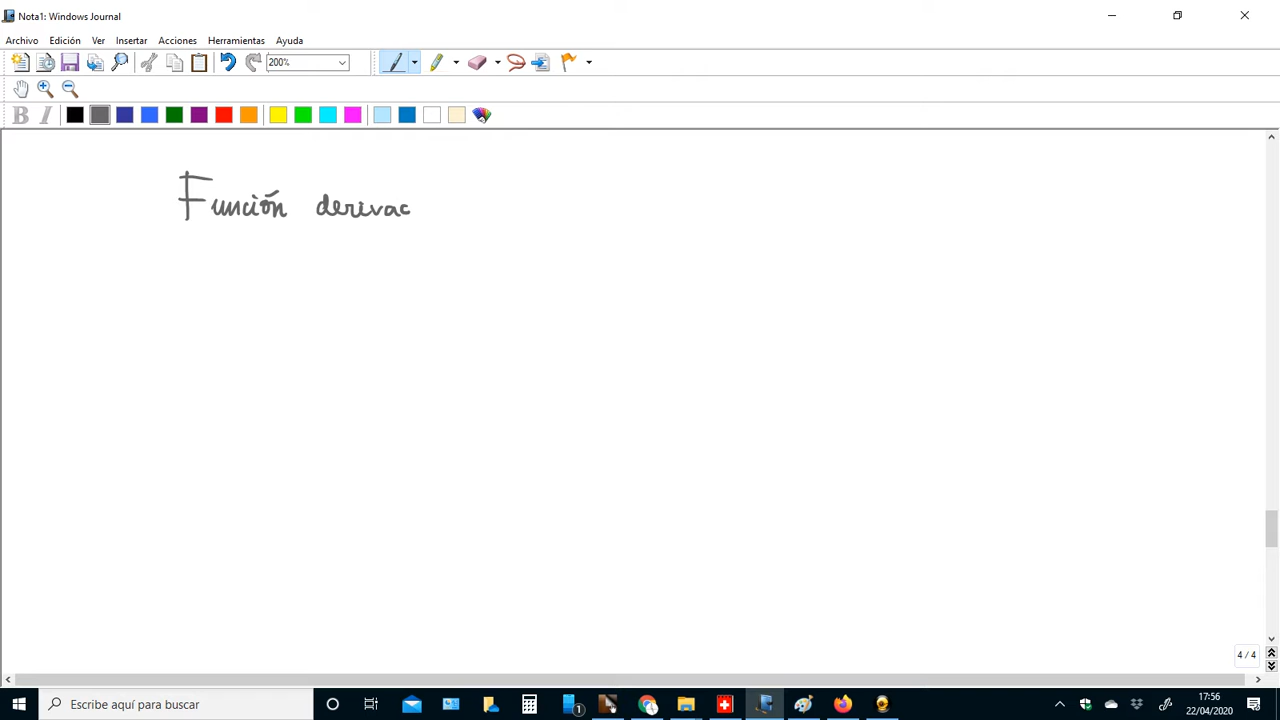 Nota1: Windows Journal
Archivo Edición Ver Insertar Acciones Herramientas Ayuda
200%
B I
Función derivac
4 / 4
Escribe aquí para buscar
1
17:56
22/04/2020